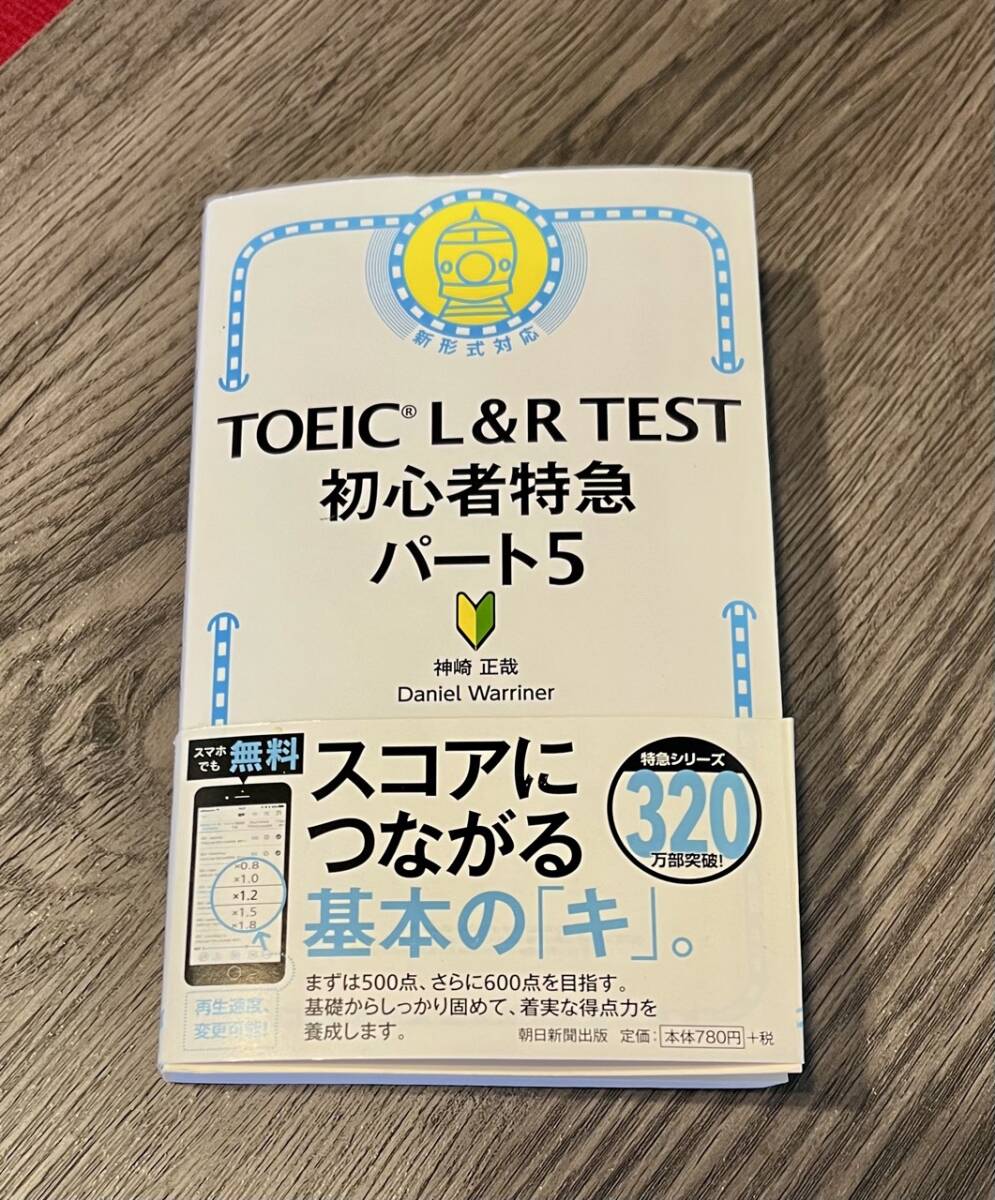 新形式対応
TOEIC® L&R TEST
初心者特急
パート5
神崎 正哉
Daniel Warriner
スマホ
でも 無料
×0.8
×1.0
×1.2
×1.5
×1.8
再生速度、
変更可能!
スコアに
つながる
基本の「キ」。
特急シリーズ
320
万部突破!
まずは500点、さらに600点を目指す。
基礎からしっかり固めて、着実な得点力を
養成します。
朝日新聞出版 定価:本体780円+税